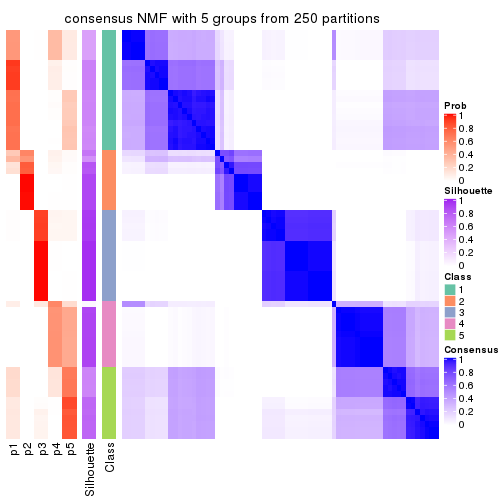 consensus NMF with 5 groups from 250 partitions
Prob
1
0.8
0.6
0.4
0.2
0
Silhouette
1
0.8
0.6
0.4
0.2
0
Class
1
2
3
4
5
Consensus
1
0.8
0.6
0.4
0.2
0
p1
p2
p3
p4
p5
Silhouette
Class